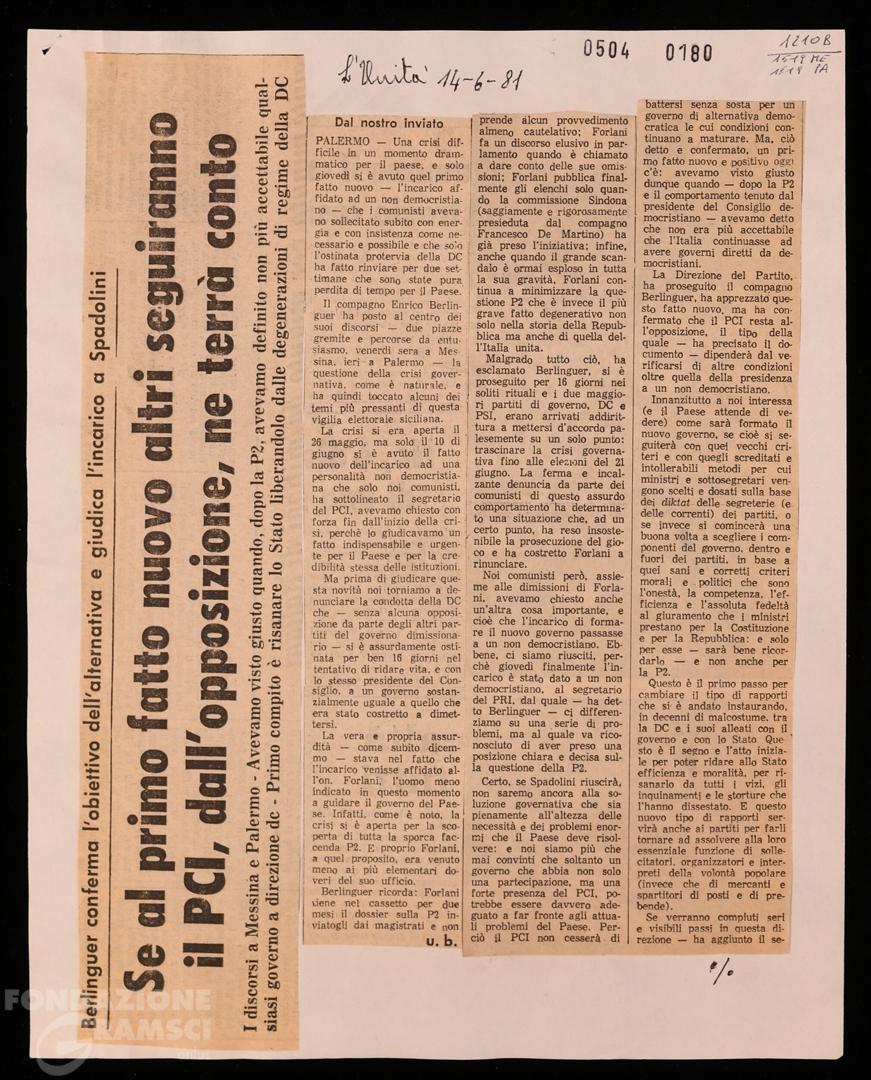 0504 0180
1210B
1519 ME
1519 PA
L'Unità 14-6-81
Berlinguer conferma l'obiettivo dell'alternativa e giudica l'incarico a Spadolini
Se al primo fatto nuovo altri seguiranno
il PCI, dall'opposizione, ne terrà conto
I discorsi a Messina e Palermo - Avevamo visto giusto quando, dopo la P2, avevamo definito non più accettabile qual-
siasi governo a direzione dc - Primo compito è risanare lo Stato liberandolo dalle degenerazioni di regime della DC
Dal nostro inviato
PALERMO — Una crisi dif-
ficile in un momento dram-
matico per il paese, e solo
giovedì si è avuto quel primo
fatto nuovo — l'incarico af-
fidato ad un non democristia-
no — che i comunisti aveva-
no sollecitato subito con ener-
gia e con insistenza come ne-
cessario e possibile e che solo
l'ostinata protervia della DC
ha fatto rinviare per due set-
timane che sono state pura
perdita di tempo per il Paese.
Il compagno Enrico Berlin-
guer ha posto al centro dei
suoi discorsi — due piazze
gremite e percorse da entu-
siasmo, venerdì sera a Mes-
sina, ieri a Palermo — la
questione della crisi gover-
nativa, come è naturale, e
ha quindi toccato alcuni dei
temi più pressanti di questa
vigilia elettorale siciliana.
La crisi si era aperta il
26 maggio, ma solo il 10 di
giugno si è avuto il fatto
nuovo dell'incarico ad una
personalità non democristia-
na che solo noi comunisti,
ha sottolineato il segretario
del PCI, avevamo chiesto con
forza fin dall'inizio della cri-
si, perchè lo giudicavamo un
fatto indispensabile e urgen-
te per il Paese e per la cre-
dibilità stessa delle istituzioni.
Ma prima di giudicare que-
sta novità noi torniamo a de-
nunciare la condotta della DC
che — senza alcuna opposi-
zione da parte degli altri par-
titi del governo dimissiona-
rio — si è assurdamente osti-
nata per ben 16 giorni nel
tentativo di ridare vita, e con
lo stesso presidente del Con-
siglio, a un governo sostan-
zialmente uguale a quello che
era stato costretto a dimet-
tersi.
La vera e propria assur-
dità — come subito dicem-
mo — stava nel fatto che
l'incarico venisse affidato al-
l'on. Forlani, l'uomo meno
indicato in questo momento
a guidare il governo del Pae-
se. Infatti, come è noto, la
crisi si è aperta per la sco-
perta di tutta la sporca fac-
cenda P2. E proprio Forlani,
a quel proposito, era venuto
meno ai più elementari do-
veri del suo ufficio.
Berlinguer ricorda: Forlani
tiene nel cassetto per due
mesi il dossier sulla P2 in-
viatogli dai magistrati e non
u. b.
prende alcun provvedimento
almeno cautelativo; Forlani
fa un discorso elusivo in par-
lamento quando è chiamato
a dare conto delle sue omis-
sioni; Forlani pubblica final-
mente gli elenchi solo quan-
do la commissione Sindona
(saggiamente e rigorosamente
presieduta dal compagno
Francesco De Martino) ha
già preso l'iniziativa; infine,
anche quando il grande scan-
dalo è ormai esploso in tutta
la sua gravità, Forlani con-
tinua a minimizzare la que-
stione P2 che è invece il più
grave fatto degenerativo non
solo nella storia della Repub-
blica ma anche di quella del-
l'Italia unita.
Malgrado tutto ciò, ha
esclamato Berlinguer, si è
proseguito per 16 giorni nei
soliti rituali e i due maggio-
ri partiti di governo, DC e
PSI, erano arrivati addirit-
tura a mettersi d'accordo pa-
lesemente su un solo punto:
trascinare la crisi governa-
tiva fino alle elezioni del 21
giugno. La ferma e incal-
zante denuncia da parte dei
comunisti di questo assurdo
comportamento ha determina-
to una situazione che, ad un
certo punto, ha reso insoste-
nibile la prosecuzione del gio-
co e ha costretto Forlani a
rinunciare.
Noi comunisti però, assie-
me alle dimissioni di Forla-
ni, avevamo chiesto anche
un'altra cosa importante, e
cioè che l'incarico di forma-
re il nuovo governo passasse
a un non democristiano. Eb-
bene, ci siamo riusciti, per-
chè giovedì finalmente l'in-
carico è stato dato a un non
democristiano, al segretario
del PRI, dal quale — ha det-
to Berlinguer — ci differen-
ziamo su una serie di pro-
blemi, ma al quale va rico-
nosciuto di aver preso una
posizione chiara e decisa sul-
la questione della P2.
Certo, se Spadolini riuscirà,
non saremo ancora alla so-
luzione governativa che sia
pienamente all'altezza delle
necessità e dei problemi enor-
mi che il Paese deve risol-
vere: e noi siamo più che
mai convinti che soltanto un
governo che abbia non solo
una partecipazione, ma una
forte presenza del PCI, po-
trebbe essere davvero ade-
guato a far fronte agli attua-
li problemi del Paese. Per-
ciò il PCI non cesserà di
battersi senza sosta per un
governo di alternativa demo-
cratica le cui condizioni con-
tinuano a maturare. Ma, ciò
detto e confermato, un pri-
mo fatto nuovo e positivo oggi
c'è: avevamo visto giusto
dunque quando — dopo la P2
e il comportamento tenuto dal
presidente del Consiglio de-
mocristiano — avevamo detto
che non era più accettabile
che l'Italia continuasse ad
avere governi diretti da de-
mocristiani.
La Direzione del Partito,
ha proseguito il compagno
Berlinguer, ha apprezzato que-
sto fatto nuovo, ma ha con-
fermato che il PCI resta al-
l'opposizione, il tipo della
quale — ha precisato il do-
cumento — dipenderà dal ve-
rificarsi di altre condizioni
oltre quella della presidenza
a un non democristiano.
Innanzitutto a noi interessa
(e il Paese attende di ve-
dere) come sarà formato il
nuovo governo, se cioè si se-
guiterà con quei vecchi cri-
teri e con quegli screditati e
intollerabili metodi per cui
ministri e sottosegretari ven-
gono scelti e dosati sulla base
dei diktat delle segreterie (e
delle correnti) dei partiti, o
se invece si comincerà una
buona volta a scegliere i com-
ponenti del governo, dentro e
fuori dei partiti, in base a
quei sani e corretti criteri
morali e politici che sono
l'onestà, la competenza, l'ef-
ficienza e l'assoluta fedeltà
al giuramento che i ministri
prestano per la Costituzione
e per la Repubblica: e solo
per esse — sarà bene ricor-
darlo — e non anche per
la P2.
Questo è il primo passo per
cambiare il tipo di rapporti
che si è andato instaurando,
in decenni di malcostume, tra
la DC e i suoi alleati con il
governo e con lo Stato Que
sto è il segno e l'atto inizia-
le per poter ridare allo Stato
efficienza e moralità, per ri-
sanarlo da tutti i vizi, gli
inquinamenti e le storture che
l'hanno dissestato. E questo
nuovo tipo di rapporti ser-
virà anche ai partiti per farli
tornare ad assolvere alla loro
essenziale funzione di solle-
citatori, organizzatori e inter-
preti della volontà popolare
(invece che di mercanti e
spartitori di posti e di pre-
bende).
Se verranno compiuti seri
e visibili passi in questa di-
rezione — ha aggiunto il se-
%
FONDAZIONE
GRAMSCI
onlus